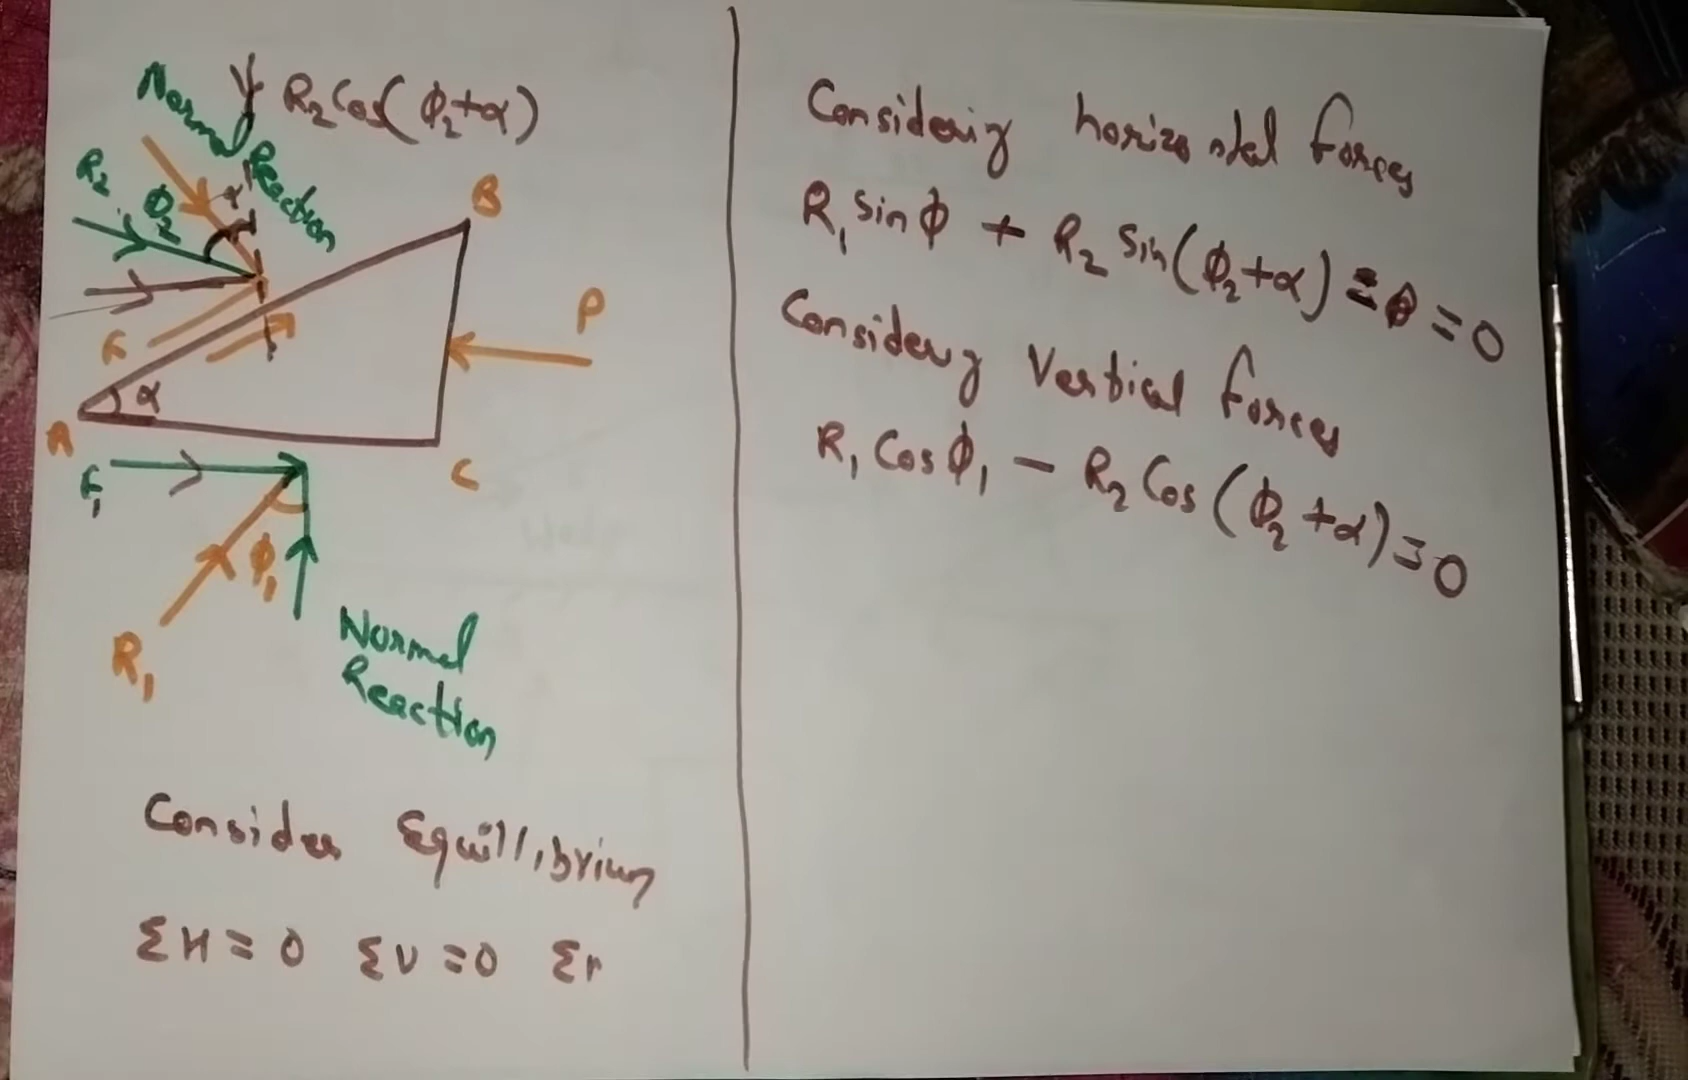 R₂ Cos(ϕ₂+α)
Normal Reaction
R₂
ϕ₂
α
B
P
F
α
A
C
F₁
ϕ₁
R₁
Normal
Reaction
Consider Equillibrium
ΣH = 0 ΣV = 0 Σ
Considering horizontal forces
R₁ Sin ϕ + R₂ Sin(ϕ₂+α) = 0
Considering Vertical forces
R₁ Cos ϕ₁ − R₂ Cos(ϕ₂+α) = 0